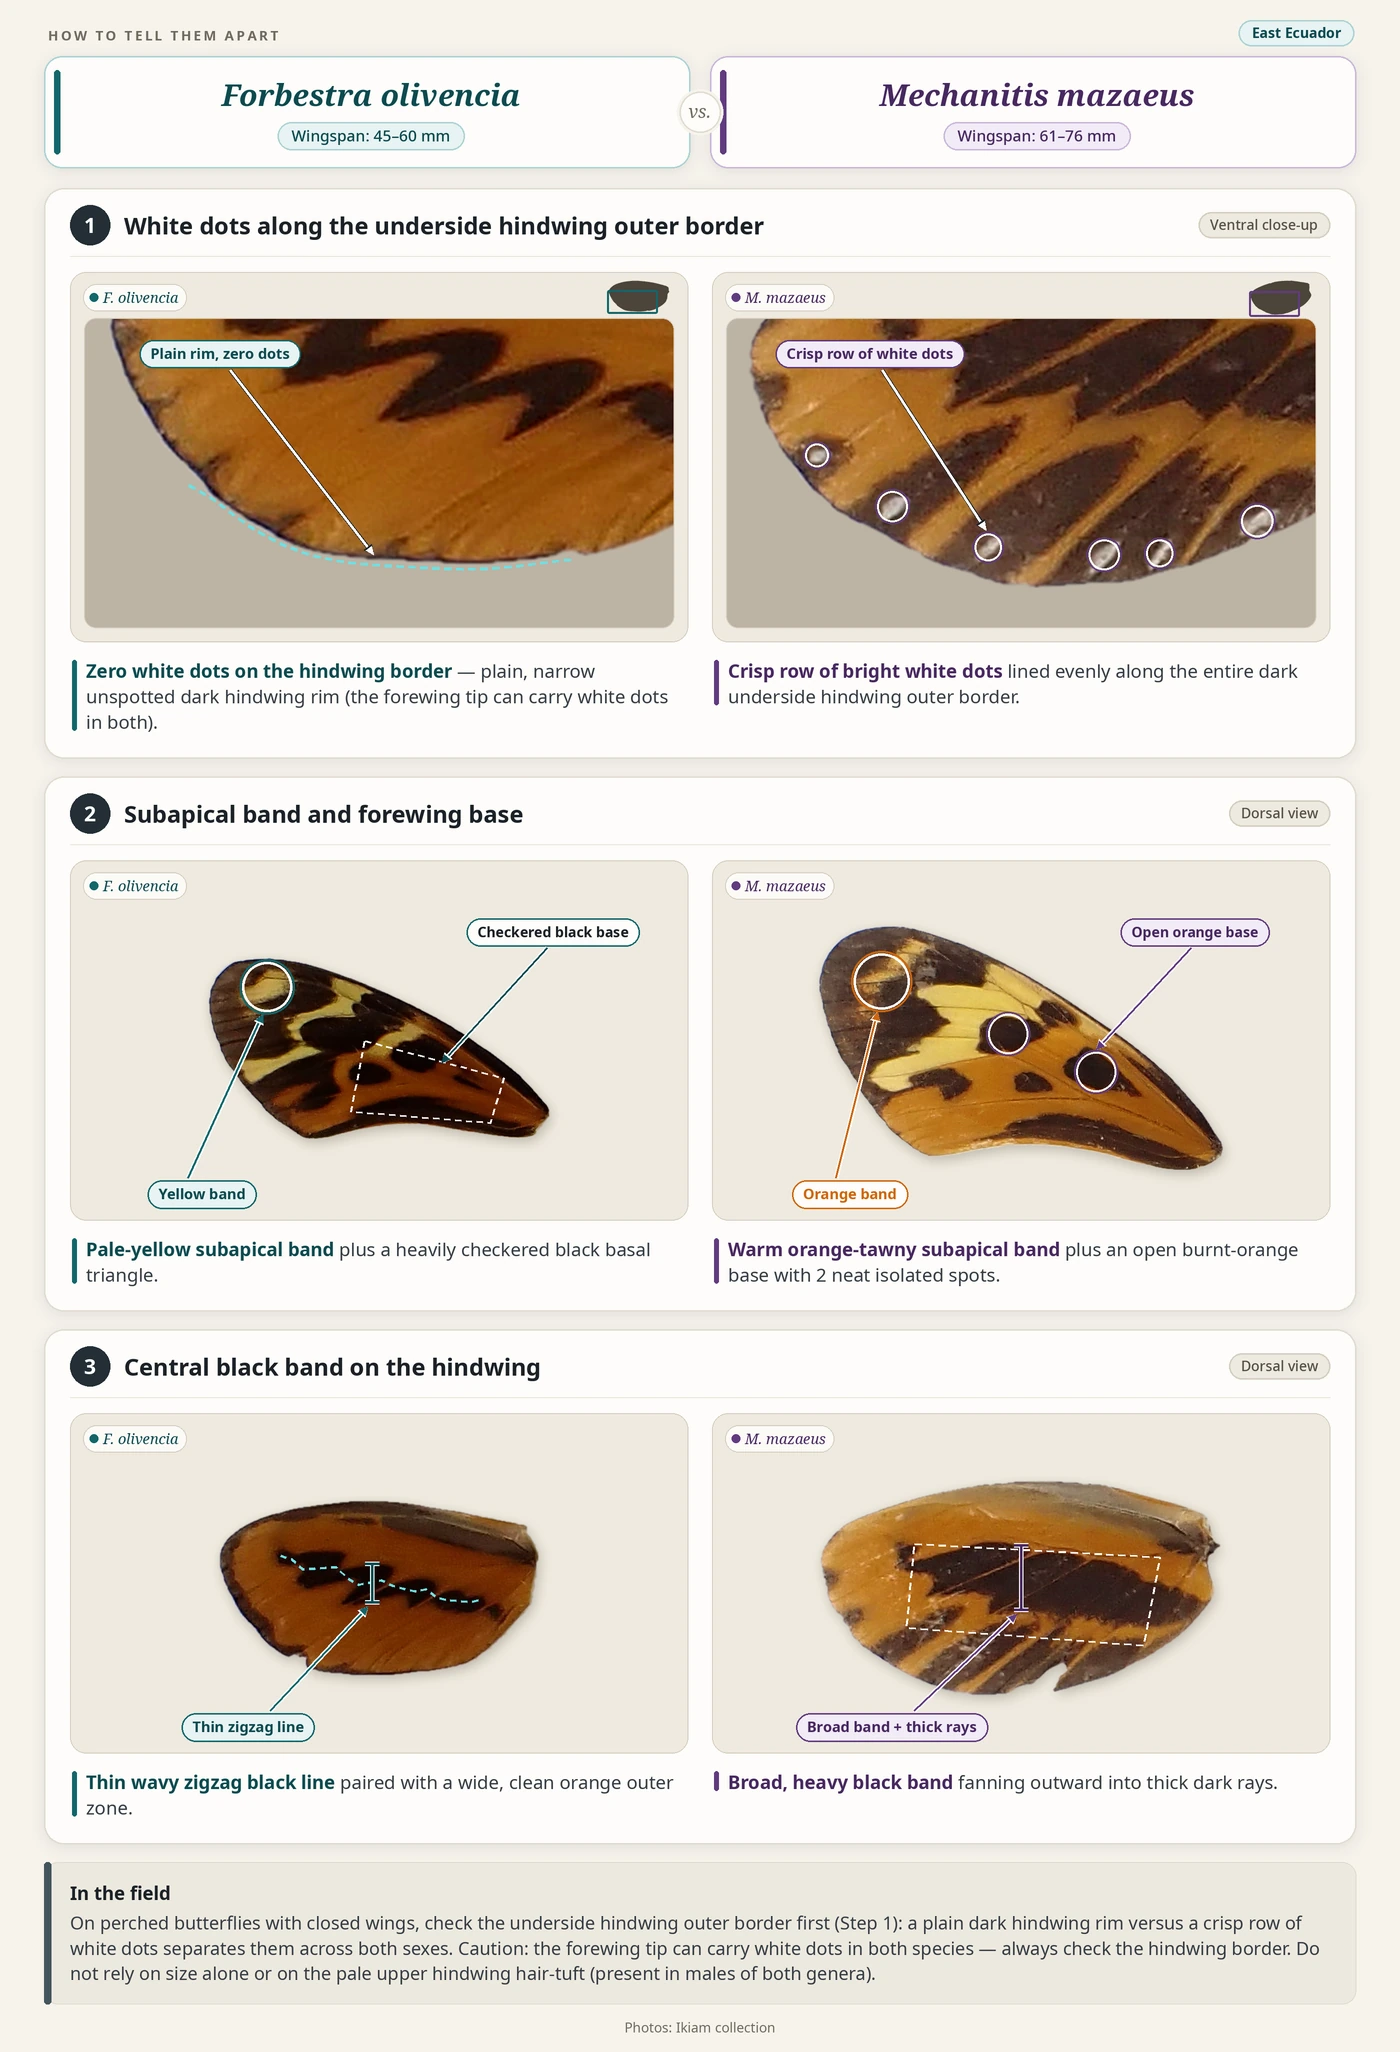 HOW TO TELL THEM APART
East Ecuador
Forbestra olivencia
Wingspan: 45–60 mm
vs.
Mechanitis mazaeus
Wingspan: 61–76 mm
1
White dots along the underside hindwing outer border
Ventral close-up
F. olivencia
Plain rim, zero dots
M. mazaeus
Crisp row of white dots
Zero white dots on the hindwing border — plain, narrow
unspotted dark hindwing rim (the forewing tip can carry white dots
in both).
Crisp row of bright white dots lined evenly along the entire dark
underside hindwing outer border.
2
Subapical band and forewing base
Dorsal view
F. olivencia
Checkered black base
Yellow band
M. mazaeus
Open orange base
Orange band
Pale-yellow subapical band plus a heavily checkered black basal
triangle.
Warm orange-tawny subapical band plus an open burnt-orange
base with 2 neat isolated spots.
3
Central black band on the hindwing
Dorsal view
F. olivencia
Thin zigzag line
M. mazaeus
Broad band + thick rays
Thin wavy zigzag black line paired with a wide, clean orange outer
zone.
Broad, heavy black band fanning outward into thick dark rays.
In the field
On perched butterflies with closed wings, check the underside hindwing outer border first (Step 1): a plain dark hindwing rim versus a crisp row of
white dots separates them across both sexes. Caution: the forewing tip can carry white dots in both species — always check the hindwing border. Do
not rely on size alone or on the pale upper hindwing hair-tuft (present in males of both genera).
Photos: Ikiam collection